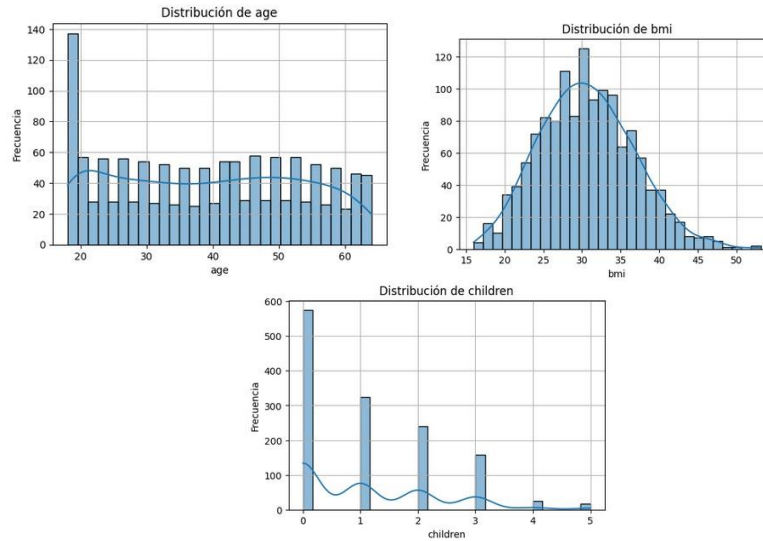 Distribución de age
140
120
100
80
60
40
20
0
Frecuencia
20 30 40 50 60
age
Distribución de bmi
120
100
80
60
40
20
0
Frecuencia
15 20 25 30 35 40 45 50
bmi
Distribución de children
600
500
400
300
200
100
0
Frecuencia
0 1 2 3 4 5
children